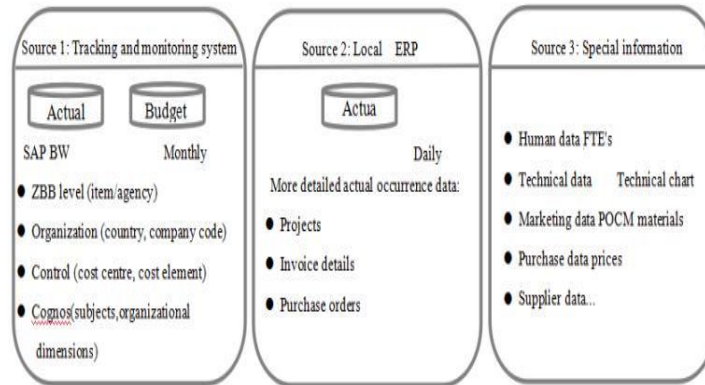 Source 1: Tracking and monitoring system
Actual
Budget
SAP BW Monthly
ZBB level (item/agency)
Organization (country, company code)
Control (cost centre, cost element)
Cognos(subjects,organizational
dimensions)
Source 2: Local ERP
Actua
Daily
More detailed actual occurrence data:
Projects
Invoice details
Purchase orders
Source 3: Special information
Human data FTE's
Technical data Technical chart
Marketing data POCM materials
Purchase data prices
Supplier data...